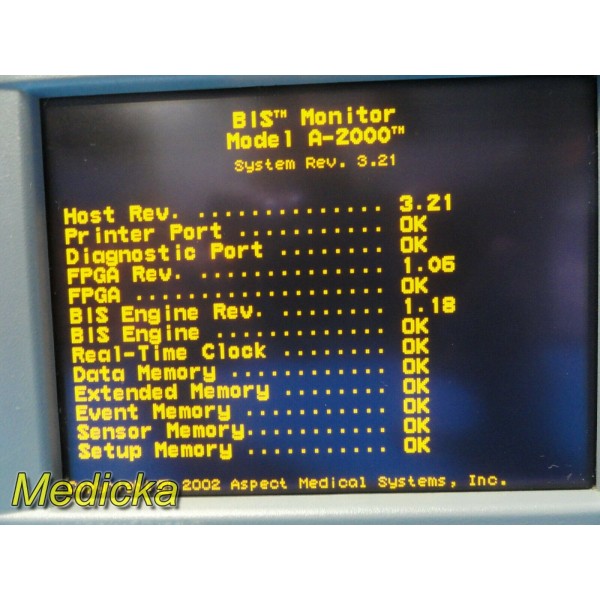 BIS™ Monitor
Model A-2000™
System Rev. 3.21
Host Rev. ............... 3.21
Printer Port ............ OK
Diagnostic Port ........ OK
FPGA Rev. ............... 1.06
FPGA .................... OK
BIS Engine Rev. ......... 1.18
BIS Engine .............. OK
Real-Time Clock ........ OK
Data Memory ............ OK
Extended Memory ........ OK
Event Memory ........... OK
Sensor Memory........... OK
Setup Memory ........... OK
2002 Aspect Medical Systems, Inc.
Medicka